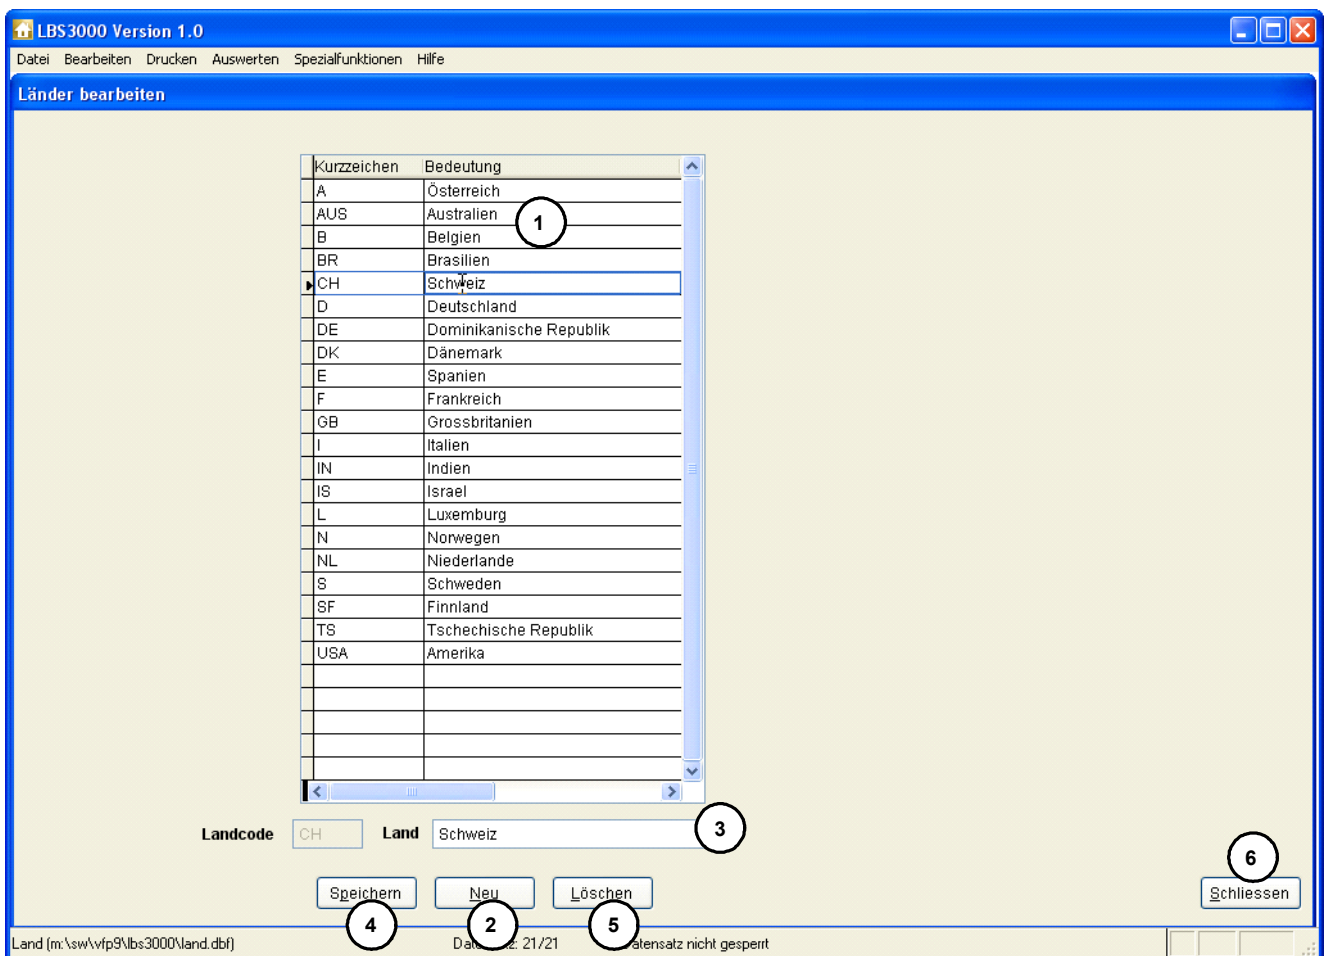 LBS3000 Version 1.0
Datei Bearbeiten Drucken Auswerten Spezialfunktionen Hilfe
Länder bearbeiten
Kurzzeichen Bedeutung
A Österreich
AUS Australien
1
B Belgien
BR Brasilien
CH Schweiz
D Deutschland
DE Dominikanische Republik
DK Dänemark
E Spanien
F Frankreich
GB Grossbritanien
I Italien
IN Indien
IS Israel
L Luxemburg
N Norwegen
NL Niederlande
S Schweden
SF Finnland
TS Tschechische Republik
USA Amerika
Landcode CH Land Schweiz 3
6
Speichern Neu Löschen Schliessen
4 2 5
Land (m:\sw\vfp9\lbs3000\land.dbf) 21/21 nicht gesperrt